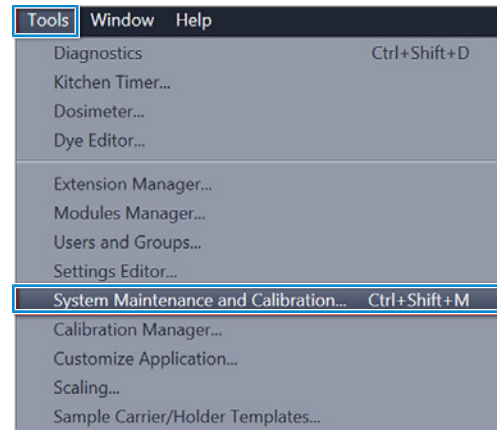 Tools Window Help
Diagnostics Ctrl+Shift+D
Kitchen Timer...
Dosimeter...
Dye Editor...
Extension Manager...
Modules Manager...
Users and Groups...
Settings Editor...
System Maintenance and Calibration... Ctrl+Shift+M
Calibration Manager...
Customize Application...
Scaling...
Sample Carrier/Holder Templates...